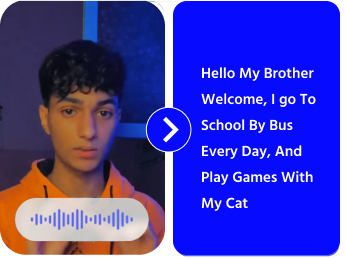 Hello My Brother
Welcome, I go To
School By Bus
Every Day, And
Play Games With
My Cat